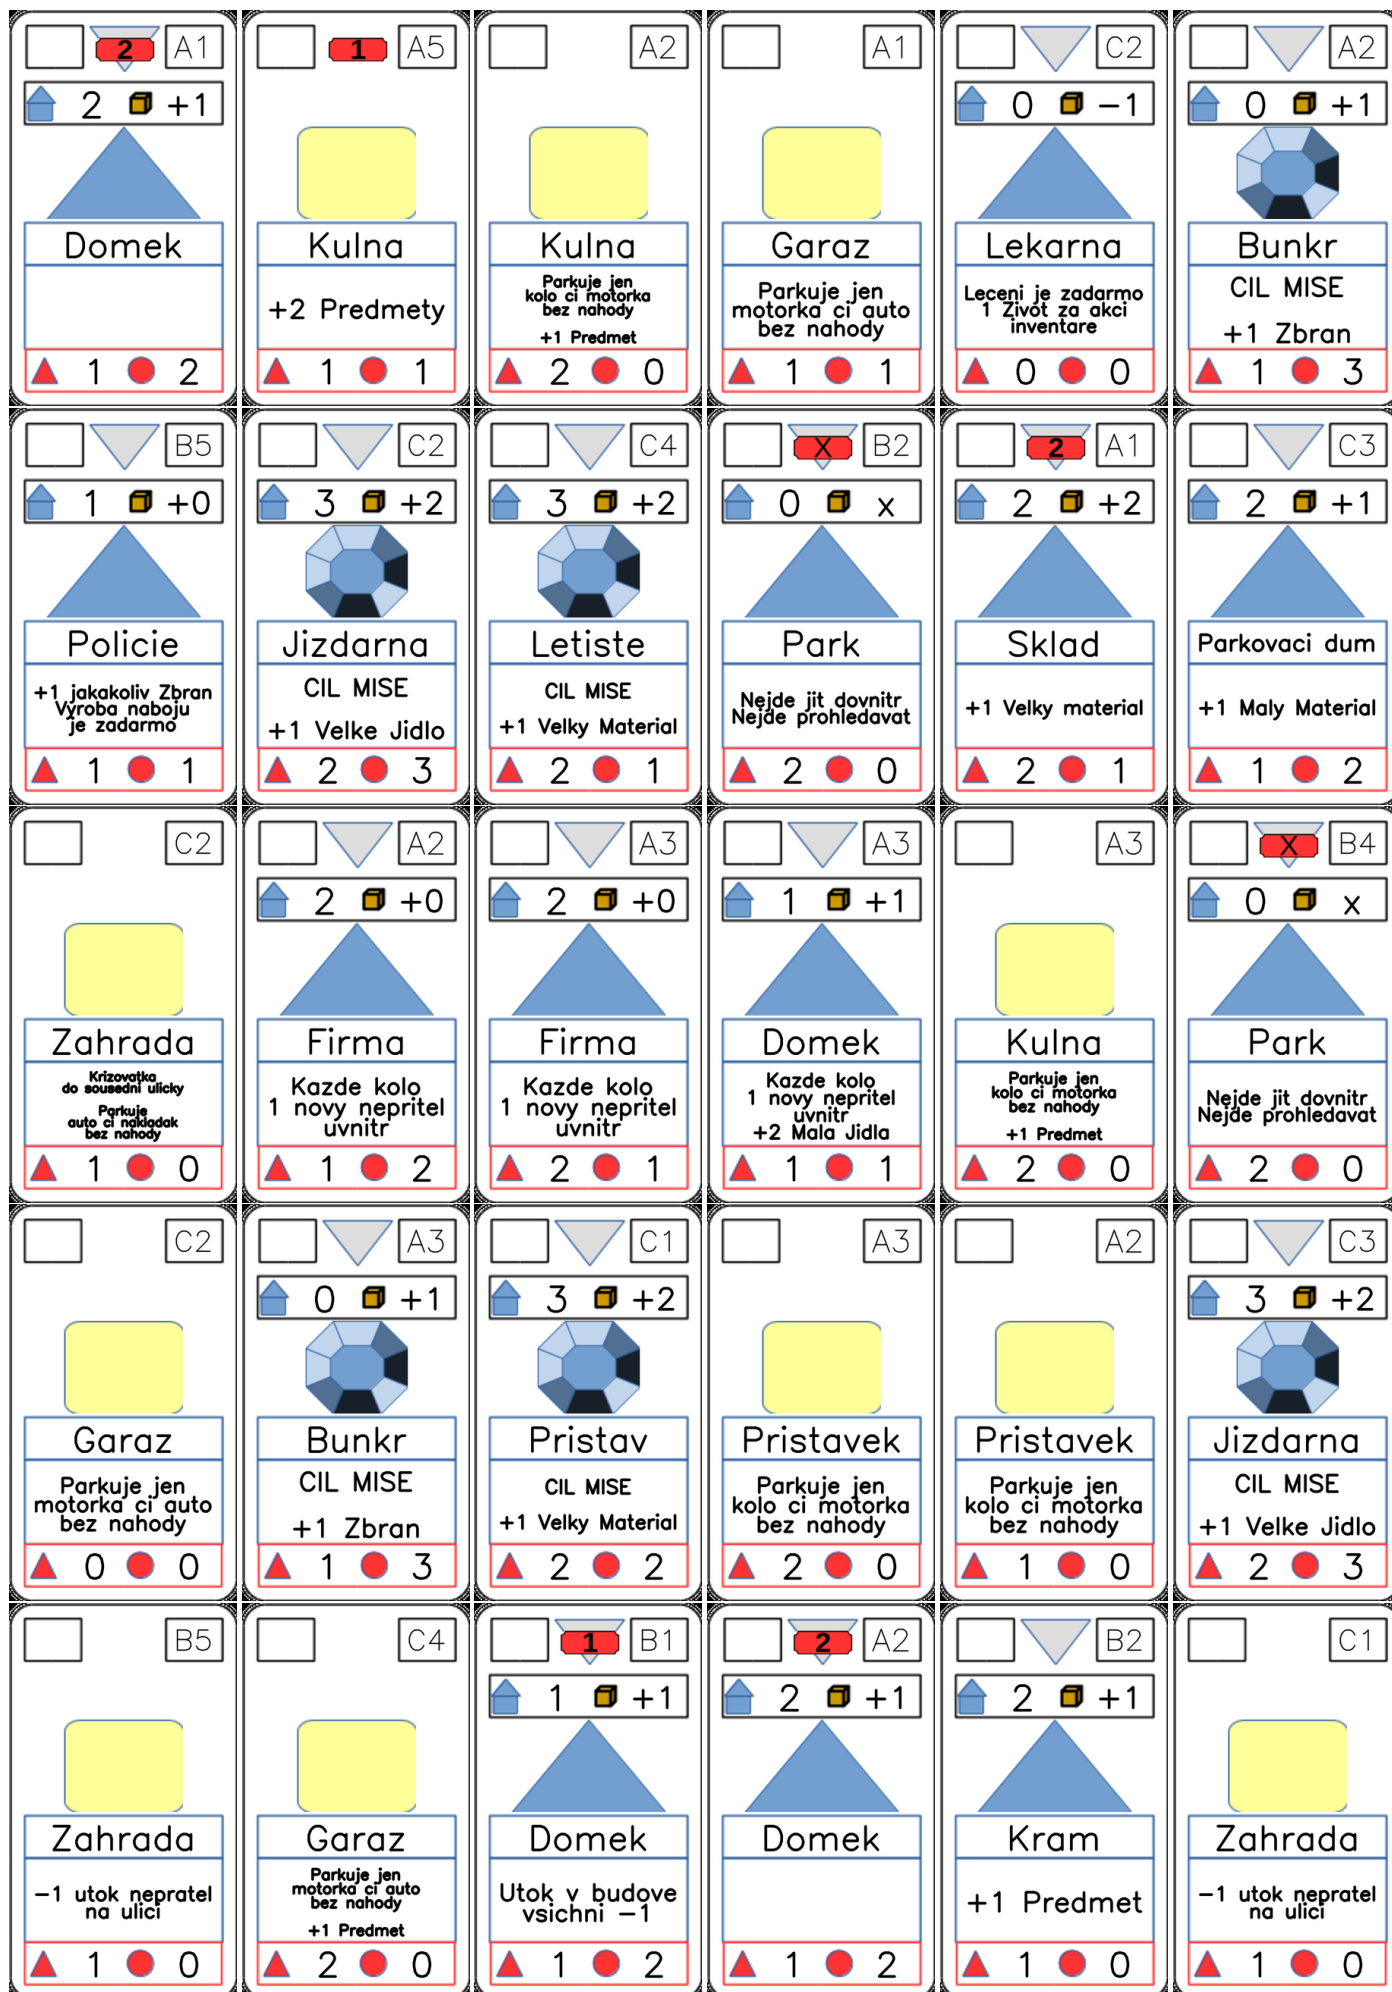 2 A1
2 +1
Domek
1 2
1 A5
Kulna
+2 Predmety
1 1
A2
Kulna
Parkuje jen
kolo ci motorka
bez nahody
+1 Predmet
2 0
A1
Garaz
Parkuje jen
motorka ci auto
bez nahody
1 1
C2
0 -1
Lekarna
Leceni je zadarmo
1 Zivot za akci
inventare
0 0
A2
0 +1
Bunkr
CIL MISE
+1 Zbran
1 3
B5
1 +0
Policie
+1 jakakoliv Zbran
Vyroba naboju
je zadarmo
1 1
C2
3 +2
Jizdarna
CIL MISE
+1 Velke Jidlo
2 3
C4
3 +2
Letiste
CIL MISE
+1 Velky Material
2 1
X B2
0 x
Park
Nejde jit dovnitr
Nejde prohledavat
2 0
2 A1
2 +2
Sklad
+1 Velky material
2 1
C3
2 +1
Parkovaci dum
+1 Maly Material
1 2
C2
Zahrada
Krizovatka
do sousedni ulicky
Parkuje
auto ci nakladak
bez nahody
1 0
A2
2 +0
Firma
Kazde kolo
1 novy nepritel
uvnitr
1 2
A3
2 +0
Firma
Kazde kolo
1 novy nepritel
uvnitr
2 1
A3
1 +1
Domek
Kazde kolo
1 novy nepritel
uvnitr
+2 Mala Jidla
1 1
A3
Kulna
Parkuje jen
kolo ci motorka
bez nahody
+1 Predmet
2 0
X B4
0 x
Park
Nejde jit dovnitr
Nejde prohledavat
2 0
C2
Garaz
Parkuje jen
motorka ci auto
bez nahody
0 0
A3
0 +1
Bunkr
CIL MISE
+1 Zbran
1 3
C1
3 +2
Pristav
CIL MISE
+1 Velky Material
2 2
A3
Pristavek
Parkuje jen
kolo ci motorka
bez nahody
2 0
A2
Pristavek
Parkuje jen
kolo ci motorka
bez nahody
1 0
C3
3 +2
Jizdarna
CIL MISE
+1 Velke Jidlo
2 3
B5
Zahrada
-1 utok nepratel
na ulici
1 0
C4
Garaz
Parkuje jen
motorka ci auto
bez nahody
+1 Predmet
2 0
1 B1
1 +1
Domek
Utok v budove
vsichni -1
1 2
2 A2
2 +1
Domek
1 2
B2
2 +1
Kram
+1 Predmet
1 0
C1
Zahrada
-1 utok nepratel
na ulici
1 0